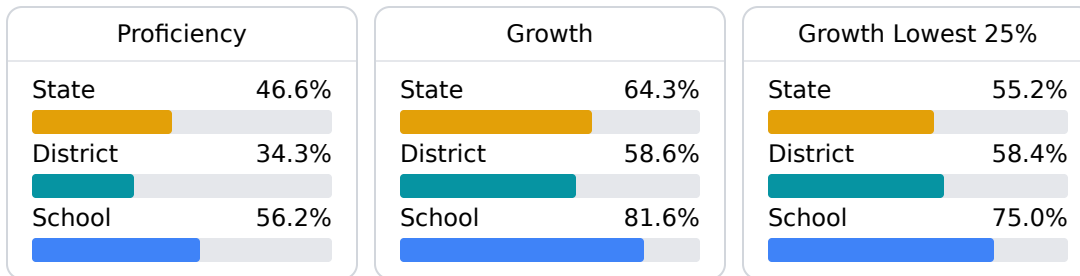 Proficiency
State 46.6%
District 34.3%
School 56.2%
Growth
State 64.3%
District 58.6%
School 81.6%
Growth Lowest 25%
State 55.2%
District 58.4%
School 75.0%